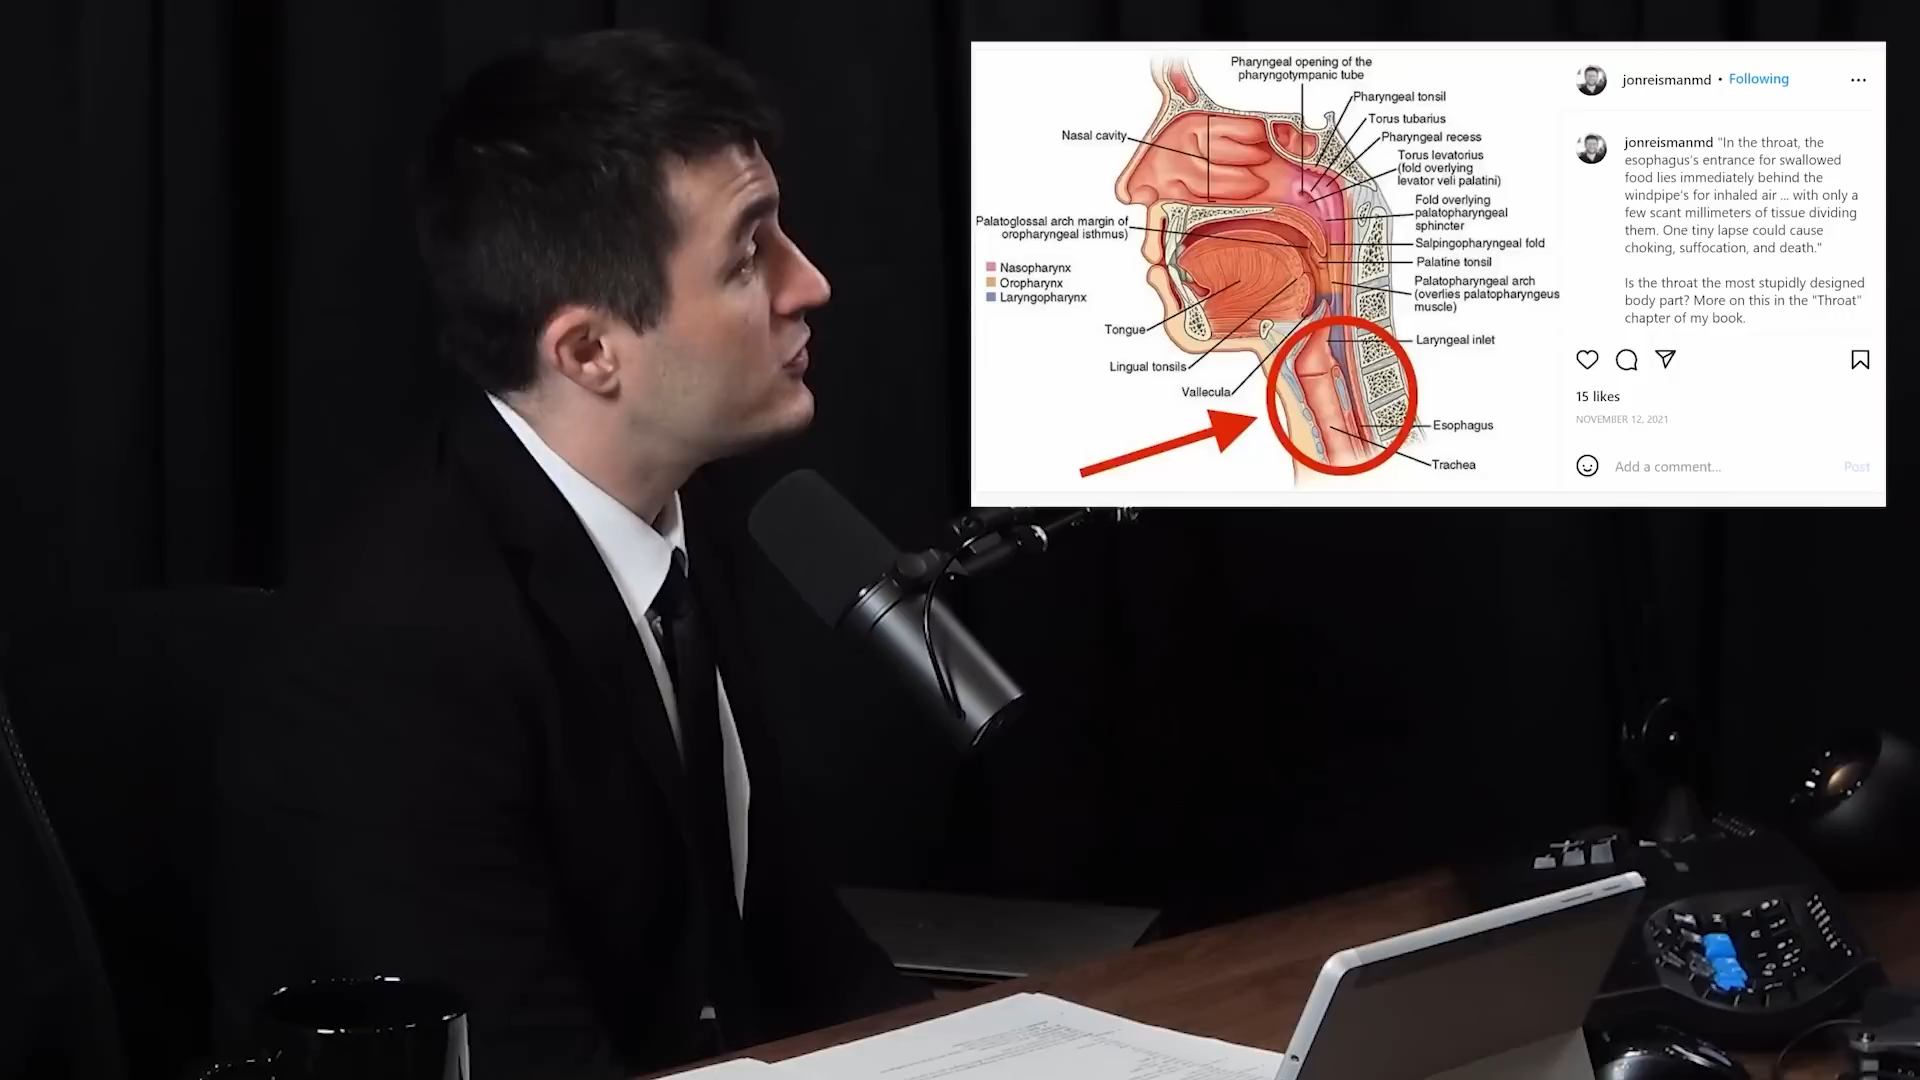 Pharyngeal opening of the
pharyngotympanic tube
Pharyngeal tonsil
Torus tubarius
Nasal cavity
Pharyngeal recess
Torus levatorius
(fold overlying
levator veli palatini)
Fold overlying
palatopharyngeal
sphincter
Palatoglossal arch margin of
oropharyngeal isthmus)
Salpingopharyngeal fold
Palatine tonsil
Nasopharynx
Oropharynx
Laryngopharynx
Palatopharyngeal arch
(overlies palatopharyngeus
muscle)
Tongue
Laryngeal inlet
Lingual tonsils
Vallecula
Esophagus
Trachea
jonreismanmd • Following
jonreismanmd "In the throat, the
esophagus's entrance for swallowed
food lies immediately behind the
windpipe's for inhaled air ... with only a
few scant millimeters of tissue dividing
them. One tiny lapse could cause
choking, suffocation, and death."
Is the throat the most stupidly designed
body part? More on this in the "Throat"
chapter of my book.
15 likes
NOVEMBER 12, 2021
Add a comment...
Post